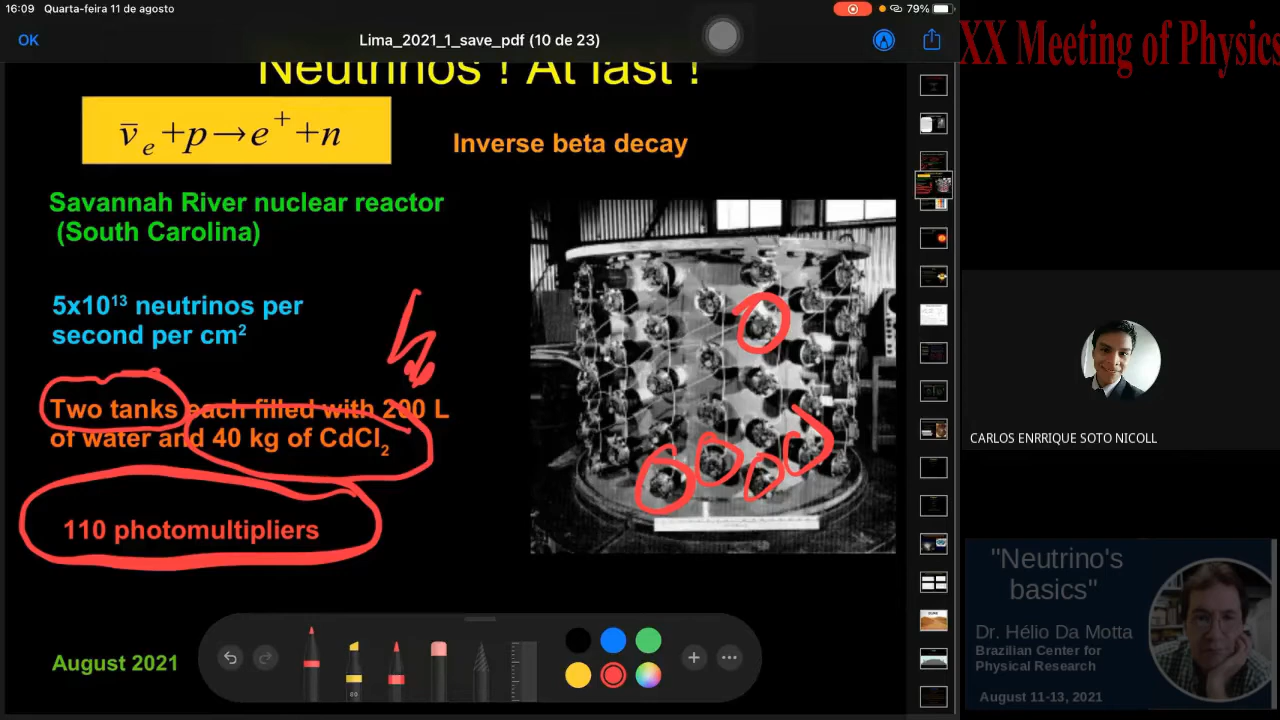 16:09 Quarta-feira 11 de agosto
79%
OK
Lima_2021_1_save_pdf (10 de 23)
XX Meeting of Physics
Neutrinos ! At last !
ν̅ₑ+p→e⁺+n
Inverse beta decay
Savannah River nuclear reactor
(South Carolina)
5x10¹³ neutrinos per
second per cm²
Two tanks each filled with 200 L
of water and 40 kg of CdCl₂
110 photomultipliers
August 2021
80
CARLOS ENRRIQUE SOTO NICOLL
"Neutrino's
basics"
Dr. Hélio Da Motta
Brazilian Center for
Physical Research
August 11-13, 2021